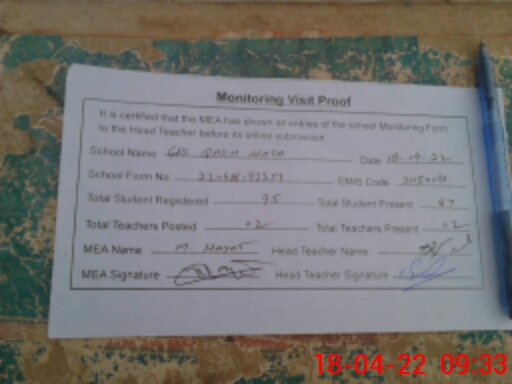 Monitoring Visit Proof
It is certified that the MEA has shown all entries of the school Monitoring Form
to the Head Teacher before its online submission.
School Name GPS Date 18-04-22
School Form No EMIS Code
Total Student Registered 95 Total Student Present 87
Total Teachers Posted 02 Total Teachers Present 02
MEA Name M. HAYAT Head Teacher Name
MEA Signature Head Teacher Signature
18-04-22 09:33